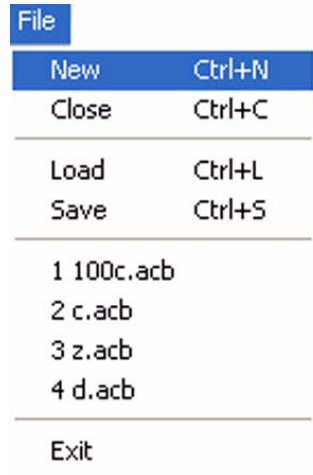 File
New Ctrl+N
Close Ctrl+C
Load Ctrl+L
Save Ctrl+S
1 100c.acb
2 c.acb
3 z.acb
4 d.acb
Exit